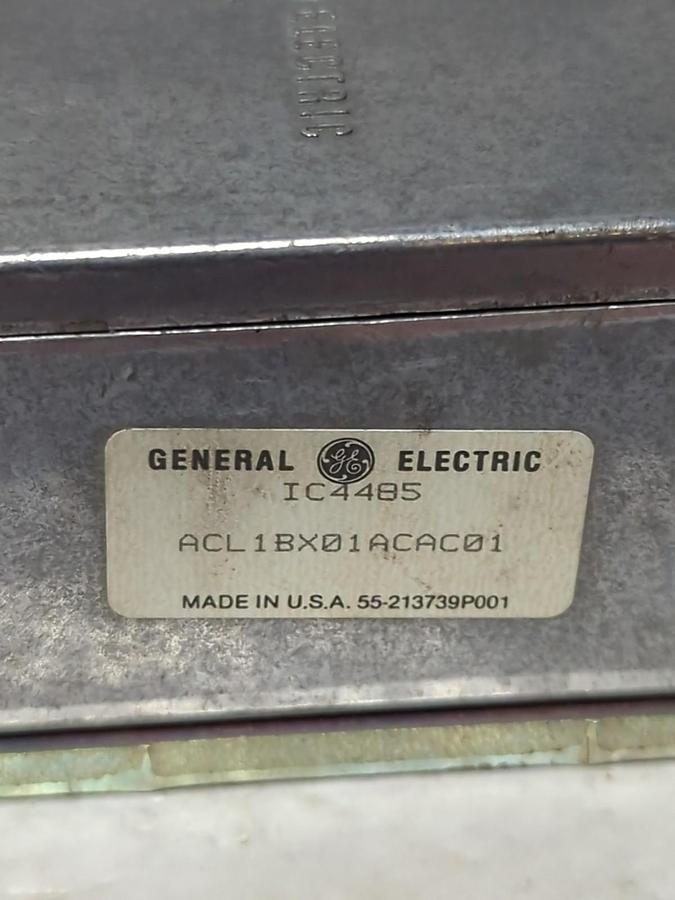 ELECTRIC
GENERAL GE ELECTRIC
IC4485
ACL1BX01ACAC01
MADE IN U.S.A. 55-213739P001